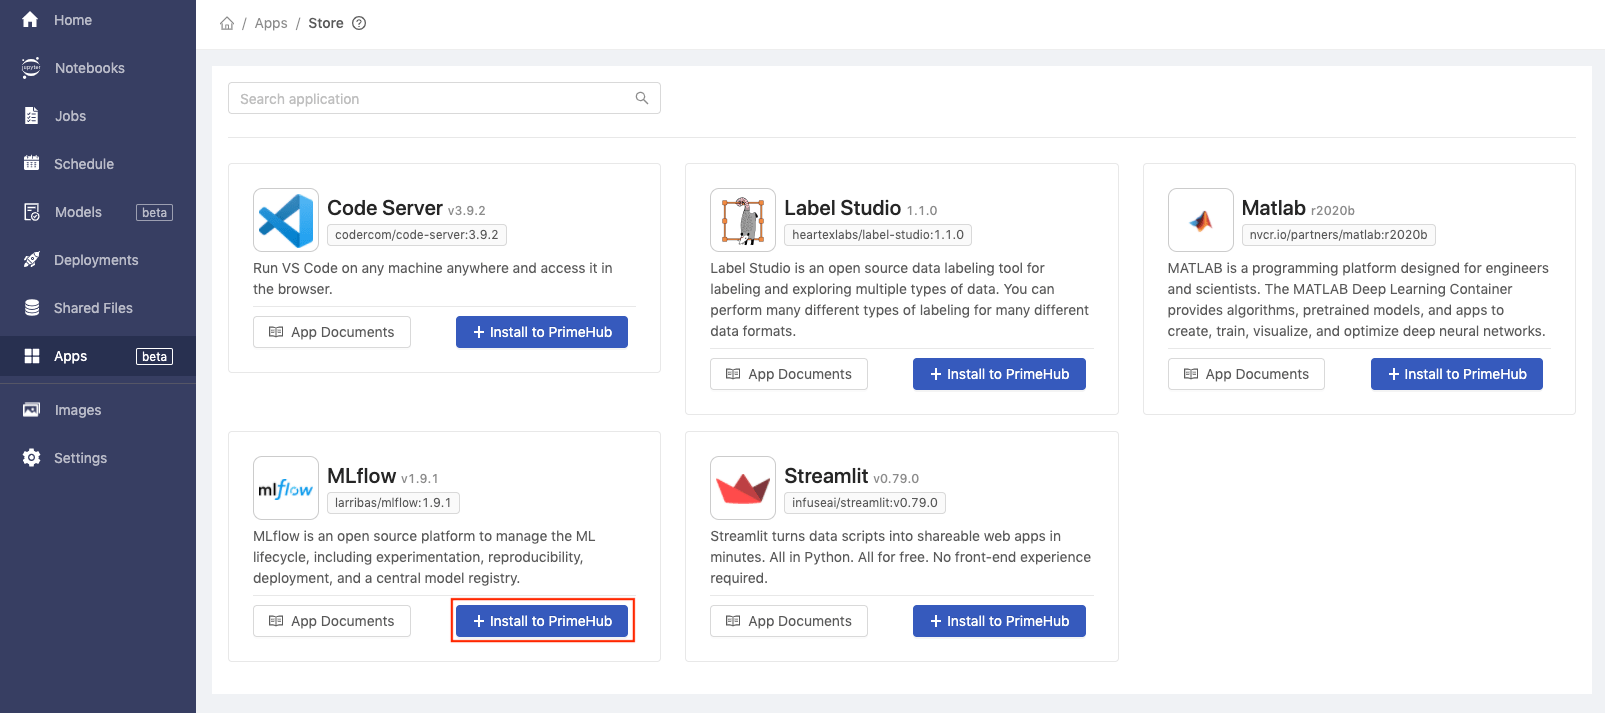 Home
Notebooks
Jobs
Schedule
Models beta
Deployments
Shared Files
Apps beta
Images
Settings
/ Apps / Store
Search application
Code Server v3.9.2
codercom/code-server:3.9.2
Run VS Code on any machine anywhere and access it in
the browser.
App Documents
+ Install to PrimeHub
Label Studio 1.1.0
heartexlabs/label-studio:1.1.0
Label Studio is an open source data labeling tool for
labeling and exploring multiple types of data. You can
perform many different types of labeling for many different
data formats.
App Documents
+ Install to PrimeHub
Matlab r2020b
nvcr.io/partners/matlab:r2020b
MATLAB is a programming platform designed for engineers
and scientists. The MATLAB Deep Learning Container
provides algorithms, pretrained models, and apps to
create, train, visualize, and optimize deep neural networks.
App Documents
+ Install to PrimeHub
mlflow
MLflow v1.9.1
larribas/mlflow:1.9.1
MLflow is an open source platform to manage the ML
lifecycle, including experimentation, reproducibility,
deployment, and a central model registry.
App Documents
+ Install to PrimeHub
Streamlit v0.79.0
infuseai/streamlit:v0.79.0
Streamlit turns data scripts into shareable web apps in
minutes. All in Python. All for free. No front-end experience
required.
App Documents
+ Install to PrimeHub